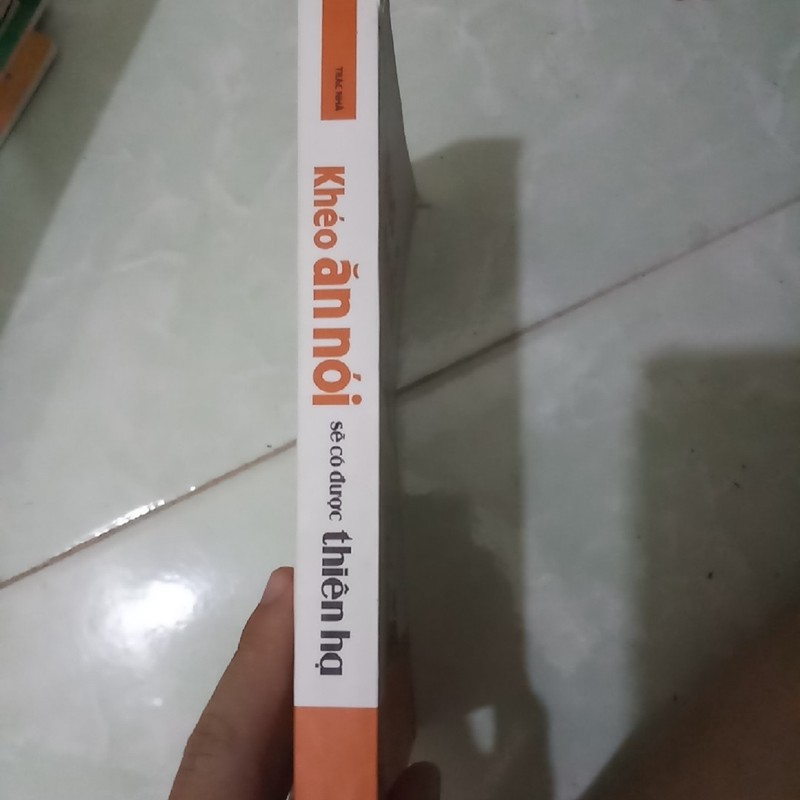 TRÁC NHÃ
Khéo ăn nói sẽ có được thiên hạ